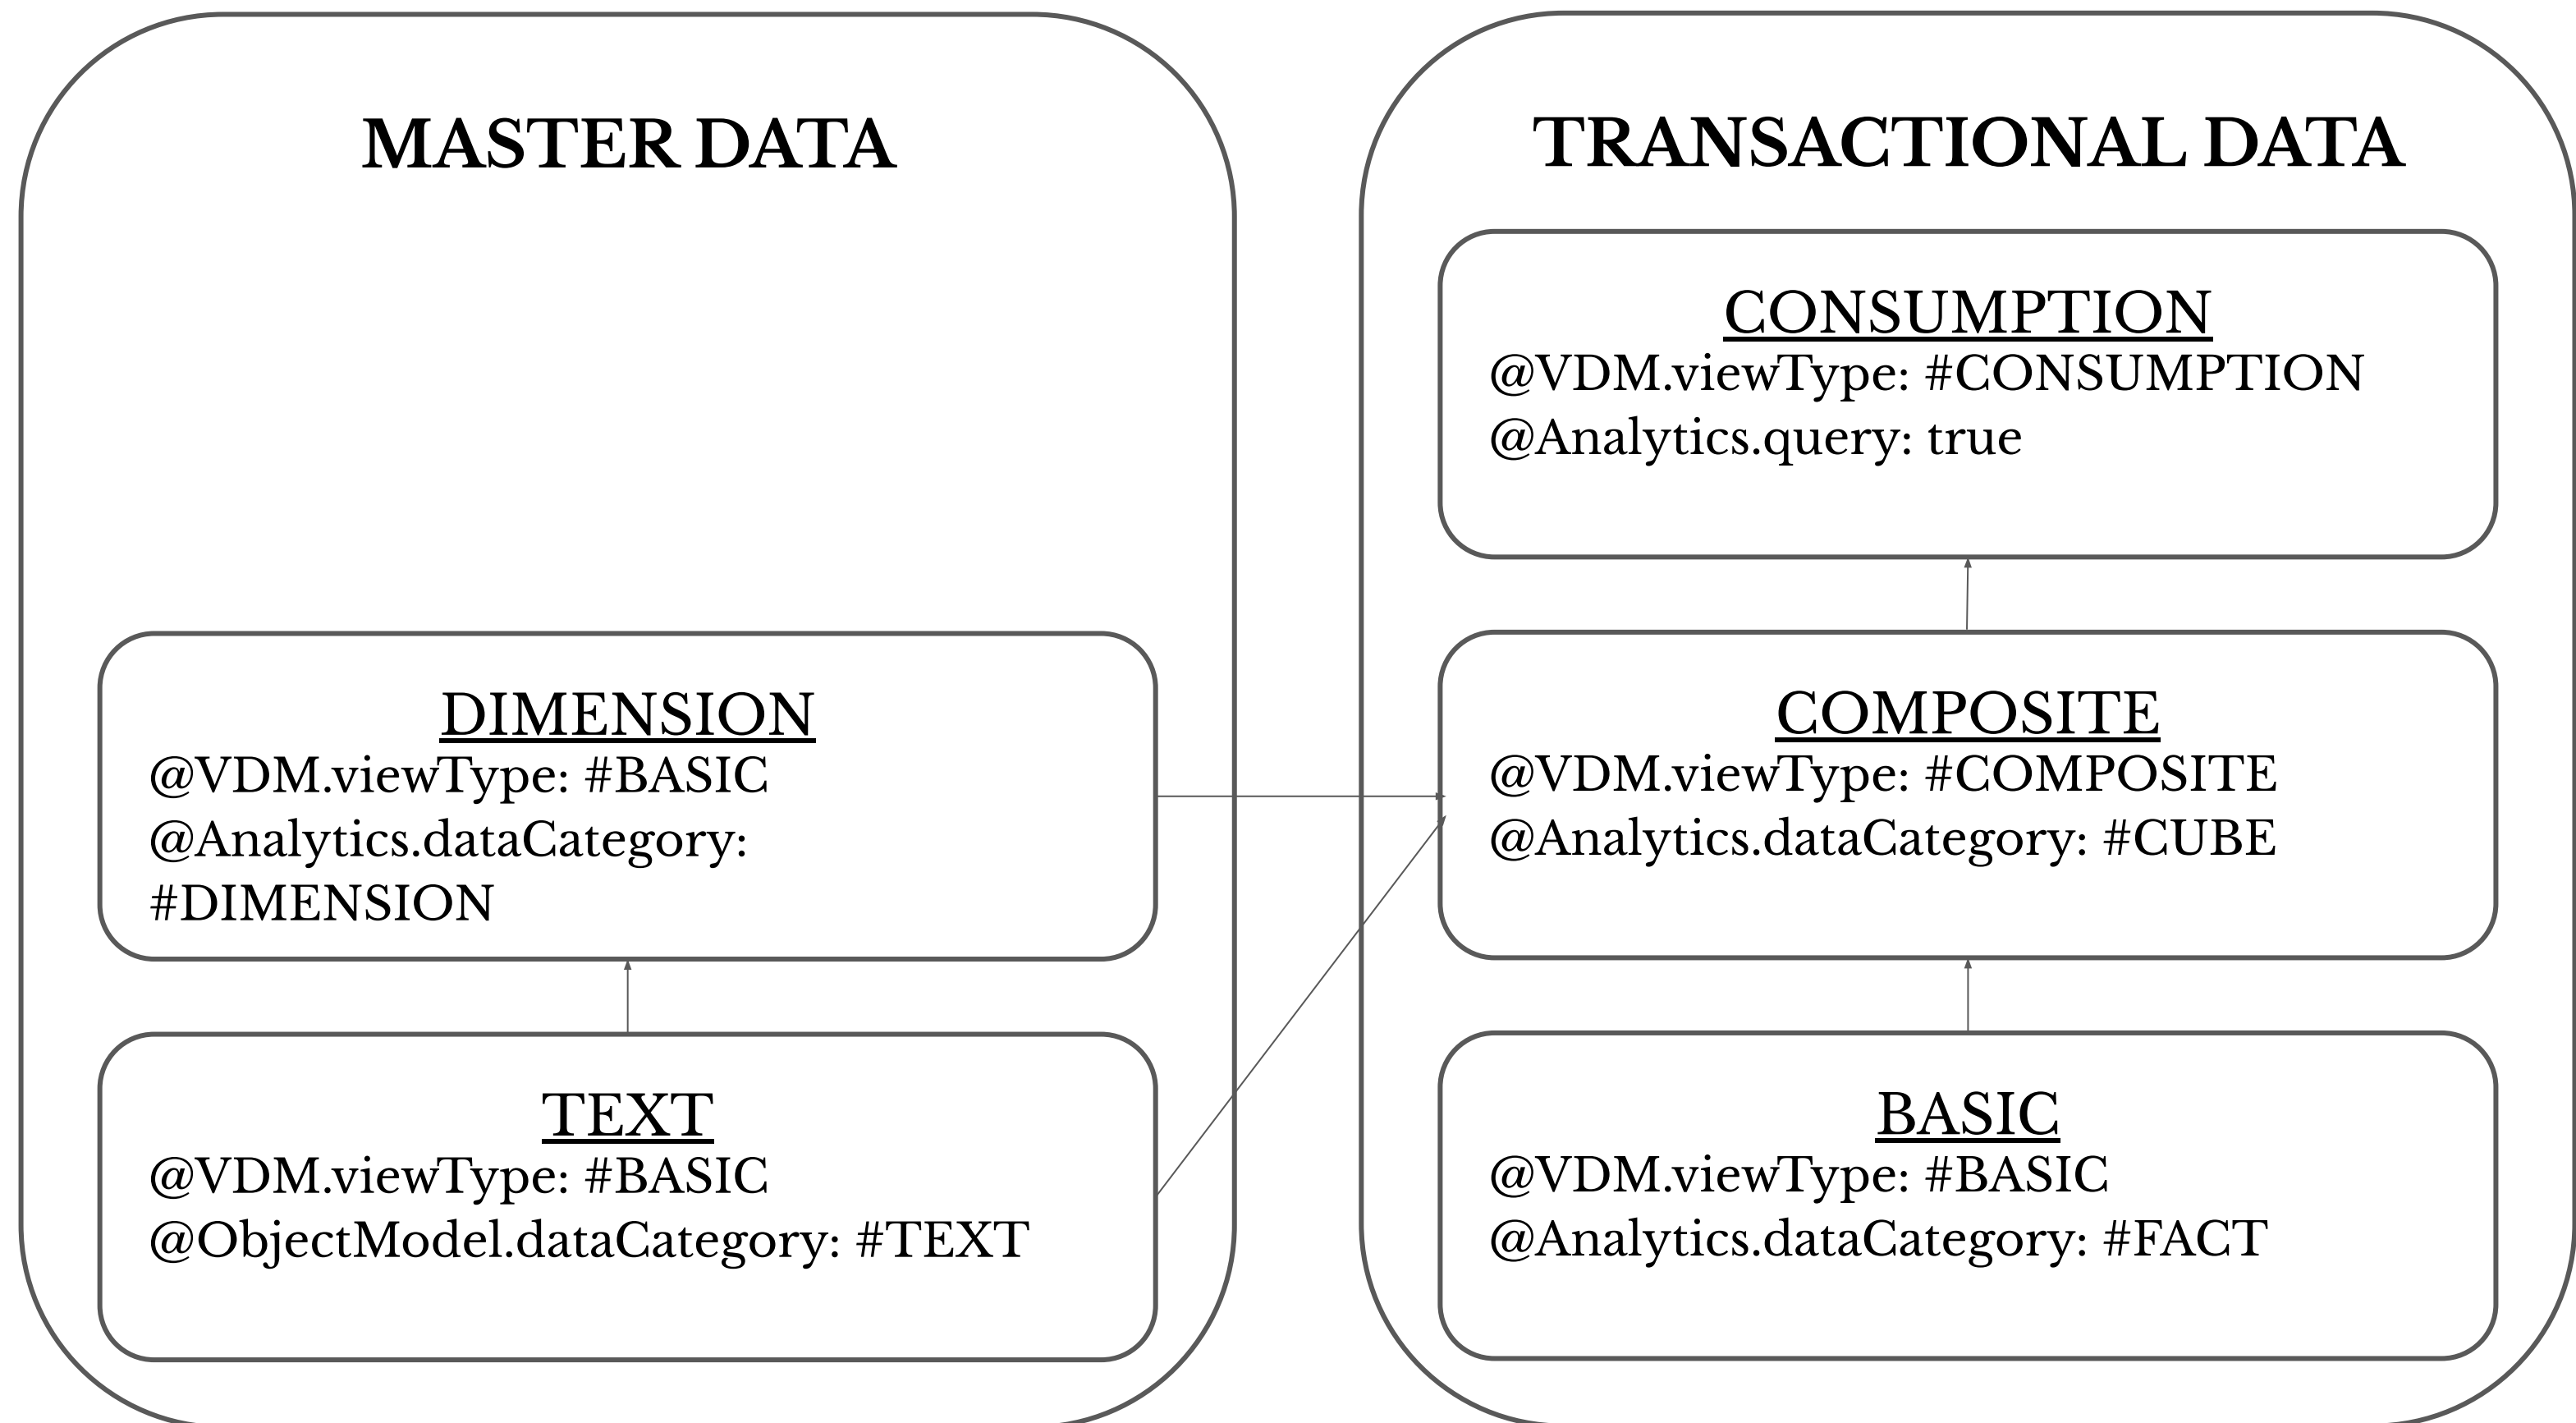 MASTER DATA
DIMENSION
@VDM.viewType: #BASIC
@Analytics.dataCategory:
#DIMENSION
TEXT
@VDM.viewType: #BASIC
@ObjectModel.dataCategory: #TEXT
TRANSACTIONAL DATA
CONSUMPTION
@VDM.viewType: #CONSUMPTION
@Analytics.query: true
COMPOSITE
@VDM.viewType: #COMPOSITE
@Analytics.dataCategory: #CUBE
BASIC
@VDM.viewType: #BASIC
@Analytics.dataCategory: #FACT